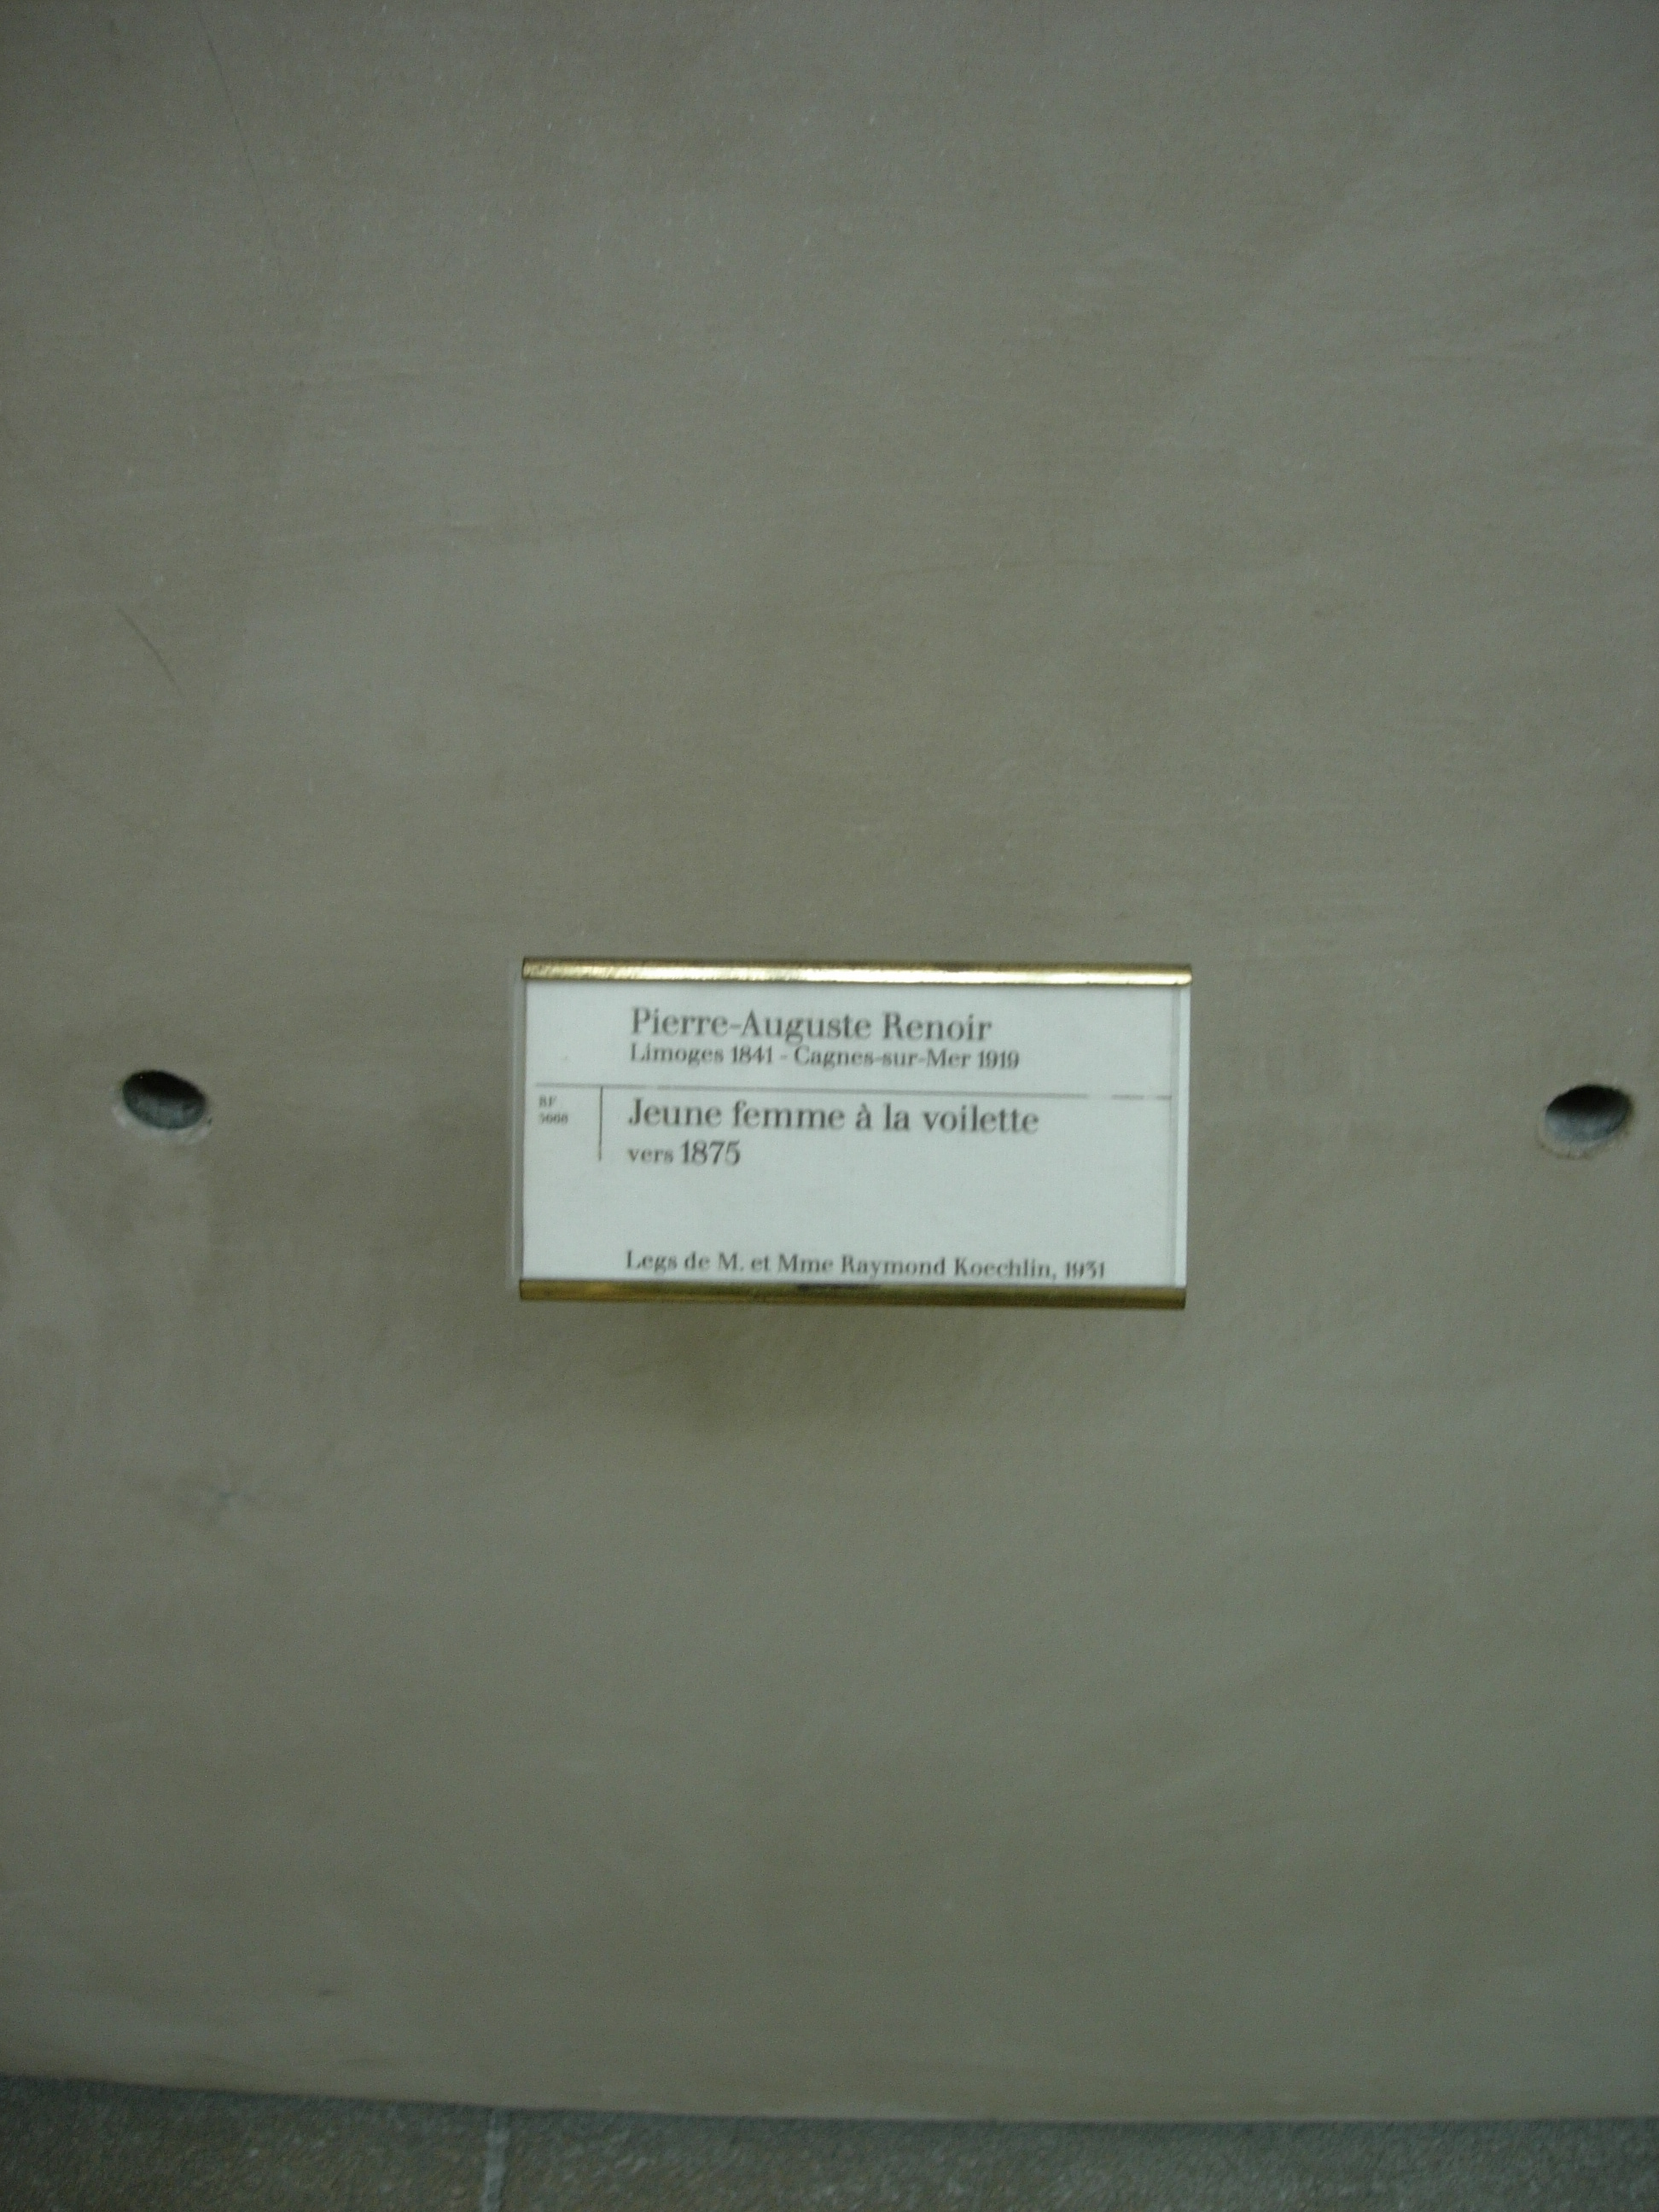 Pierre-Auguste Renoir
Limoges 1841 - Cagnes-sur-Mer 1919
RF
Jeune femme à la voilette
vers 1875
Legs de M. et Mme Raymond Koechlin, 1931